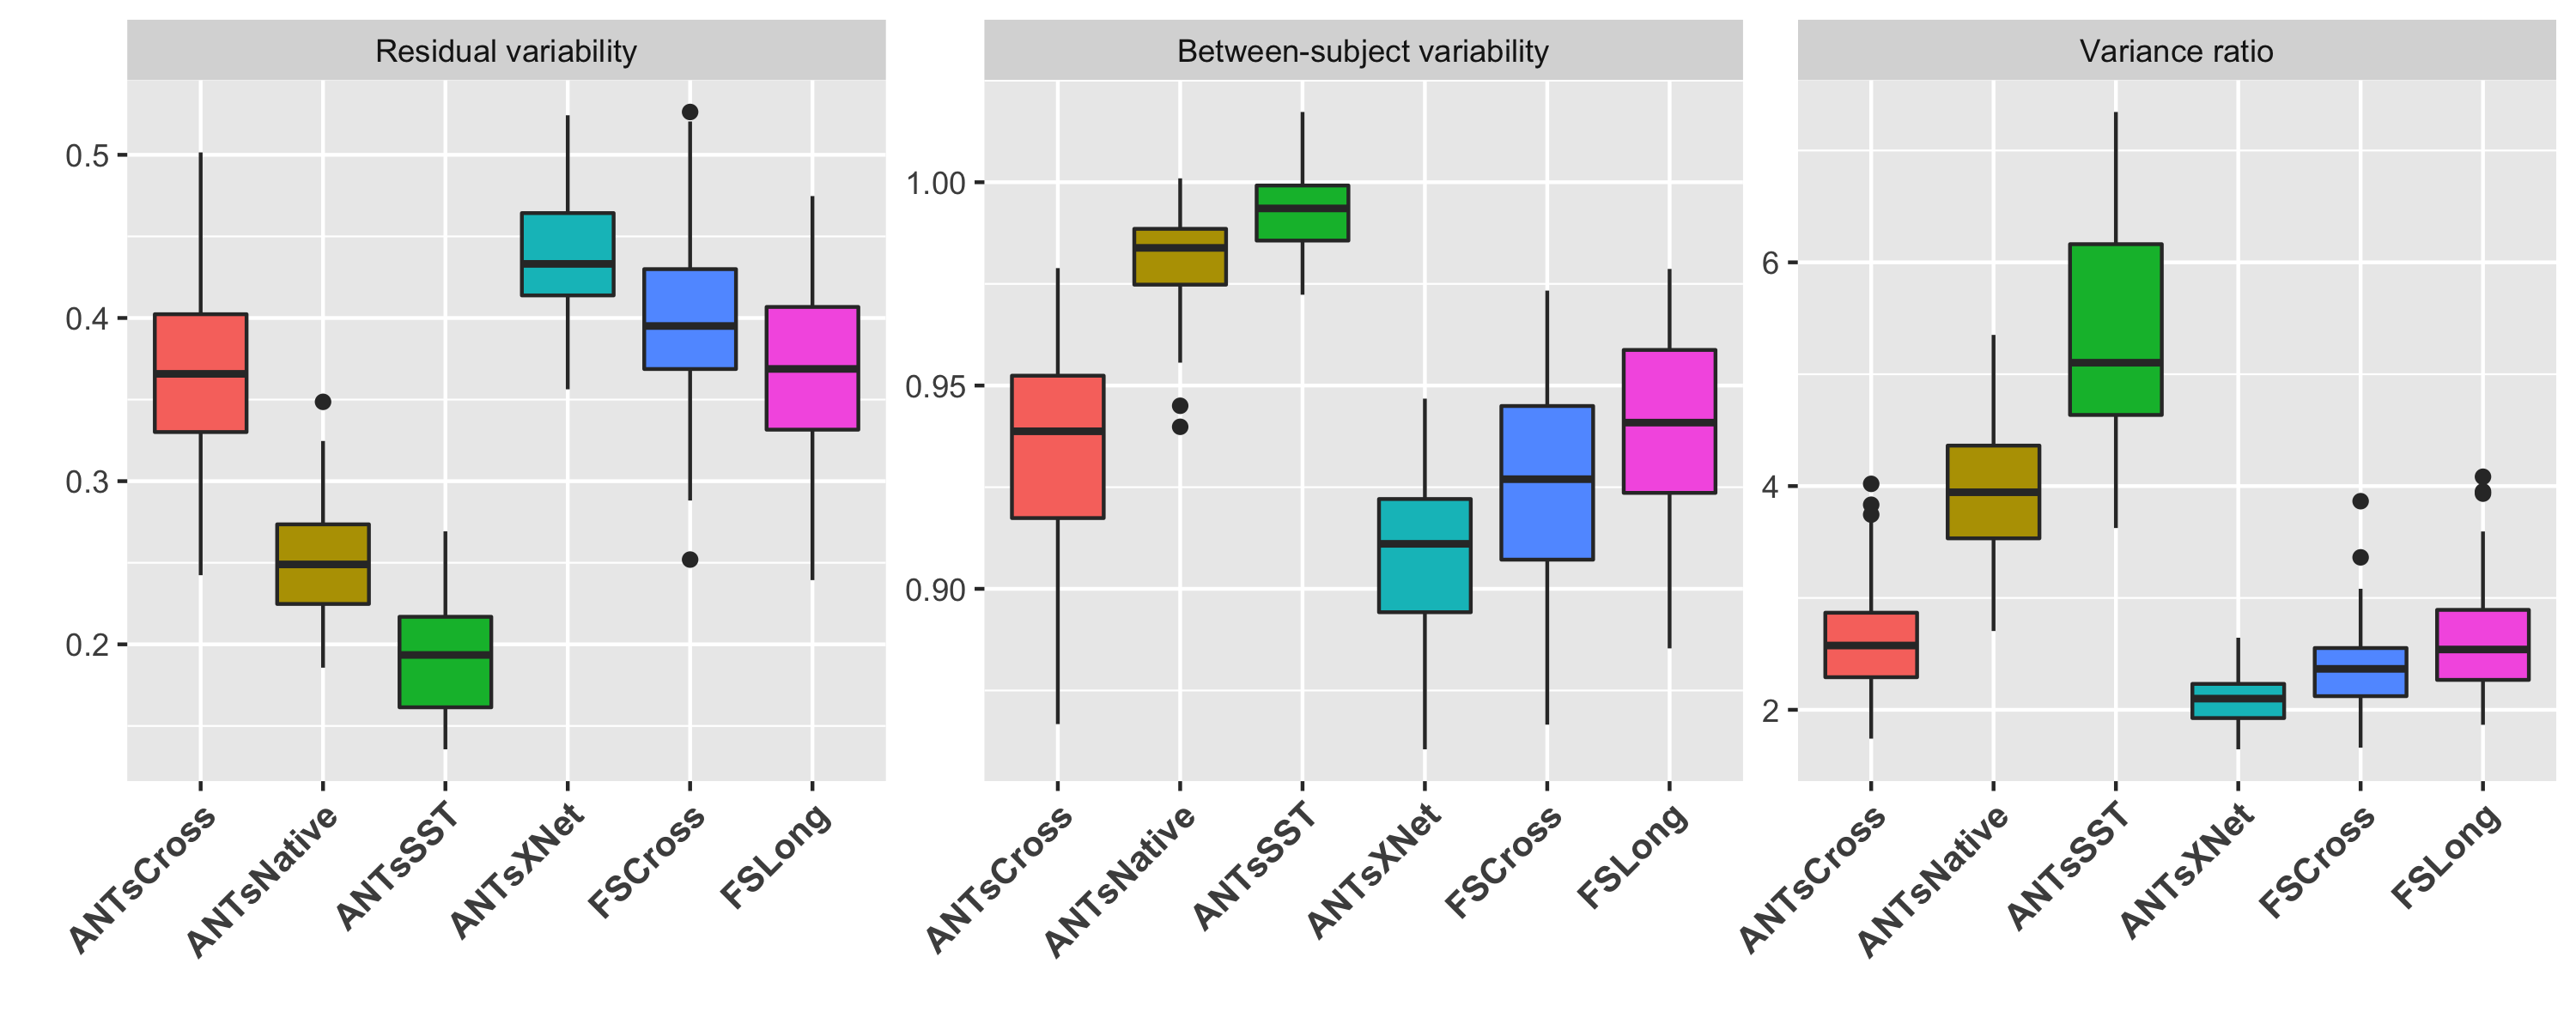 Residual variability
Between-subject variability
Variance ratio
0.5
0.4
0.3
0.2
1.00
0.95
0.90
6
4
2
ANTsCross
ANTsNative
ANTsSST
ANTsXNet
FSCross
FSLong
ANTsCross
ANTsNative
ANTsSST
ANTsXNet
FSCross
FSLong
ANTsCross
ANTsNative
ANTsSST
ANTsXNet
FSCross
FSLong